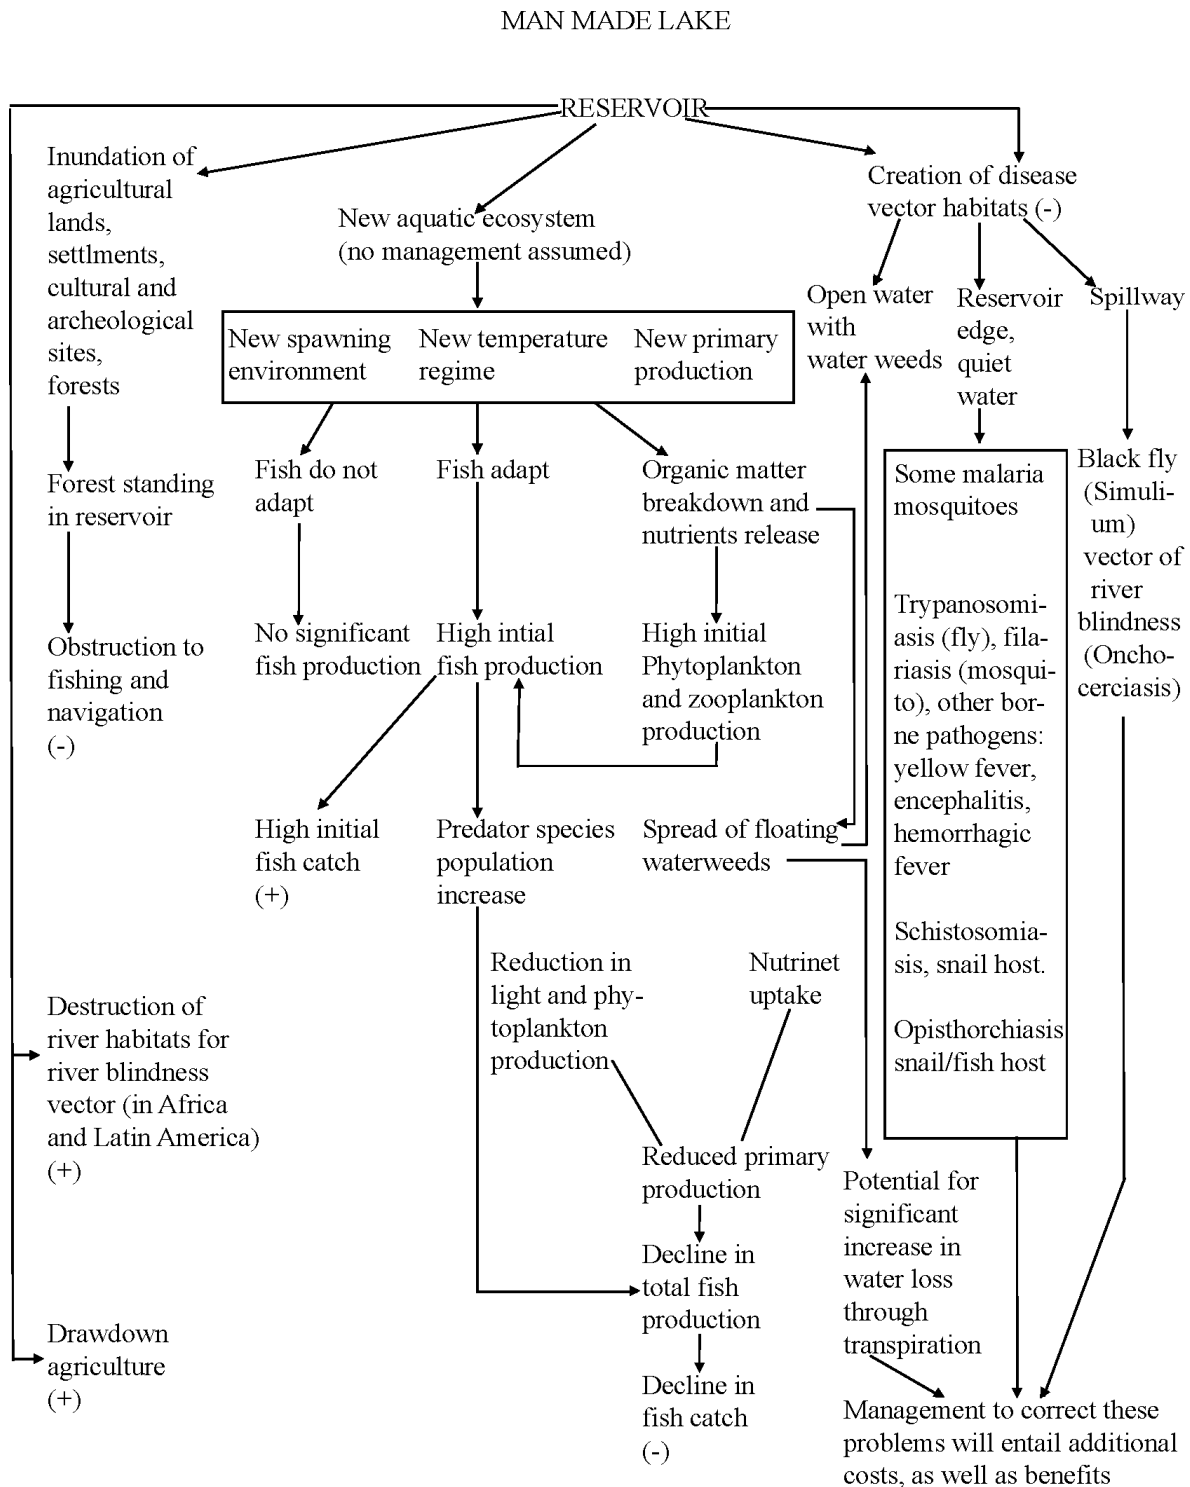 MAN MADE LAKE
RESERVOIR
Inundation of
agricultural
lands,
settlments,
cultural and
archeological
sites,
forests
Forest standing
in reservoir
Obstruction to
fishing and
navigation
(-)
Destruction of
river habitats for
river blindness
vector (in Africa
and Latin America)
(+)
Drawdown
agriculture
(+)
New aquatic ecosystem
(no management assumed)
New spawning
environment
New temperature
regime
New primary
production
Fish do not
adapt
No significant
fish production
Fish adapt
High intial
fish production
High initial
fish catch
(+)
Predator species
population
increase
Organic matter
breakdown and
nutrients release
High initial
Phytoplankton
and zooplankton
production
Spread of floating
waterweeds
Reduction in
light and phy-
toplankton
production
Nutrinet
uptake
Reduced primary
production
Decline in
total fish
production
Decline in
fish catch
(-)
Creation of disease
vector habitats (-)
Open water
with
water weeds
Reservoir
edge,
quiet
water
Spillway
Some malaria
mosquitoes
Trypanosomi-
asis (fly), fila-
riasis (mosqui-
to), other bor-
ne pathogens:
yellow fever,
encephalitis,
hemorrhagic
fever
Schistosomia-
sis, snail host.
Opisthorchiasis
snail/fish host
Black fly
(Simuli-
um)
vector of
river
blindness
(Oncho-
cerciasis)
Potential for
significant
increase in
water loss
through
transpiration
Management to correct these
problems will entail additional
costs, as well as benefits